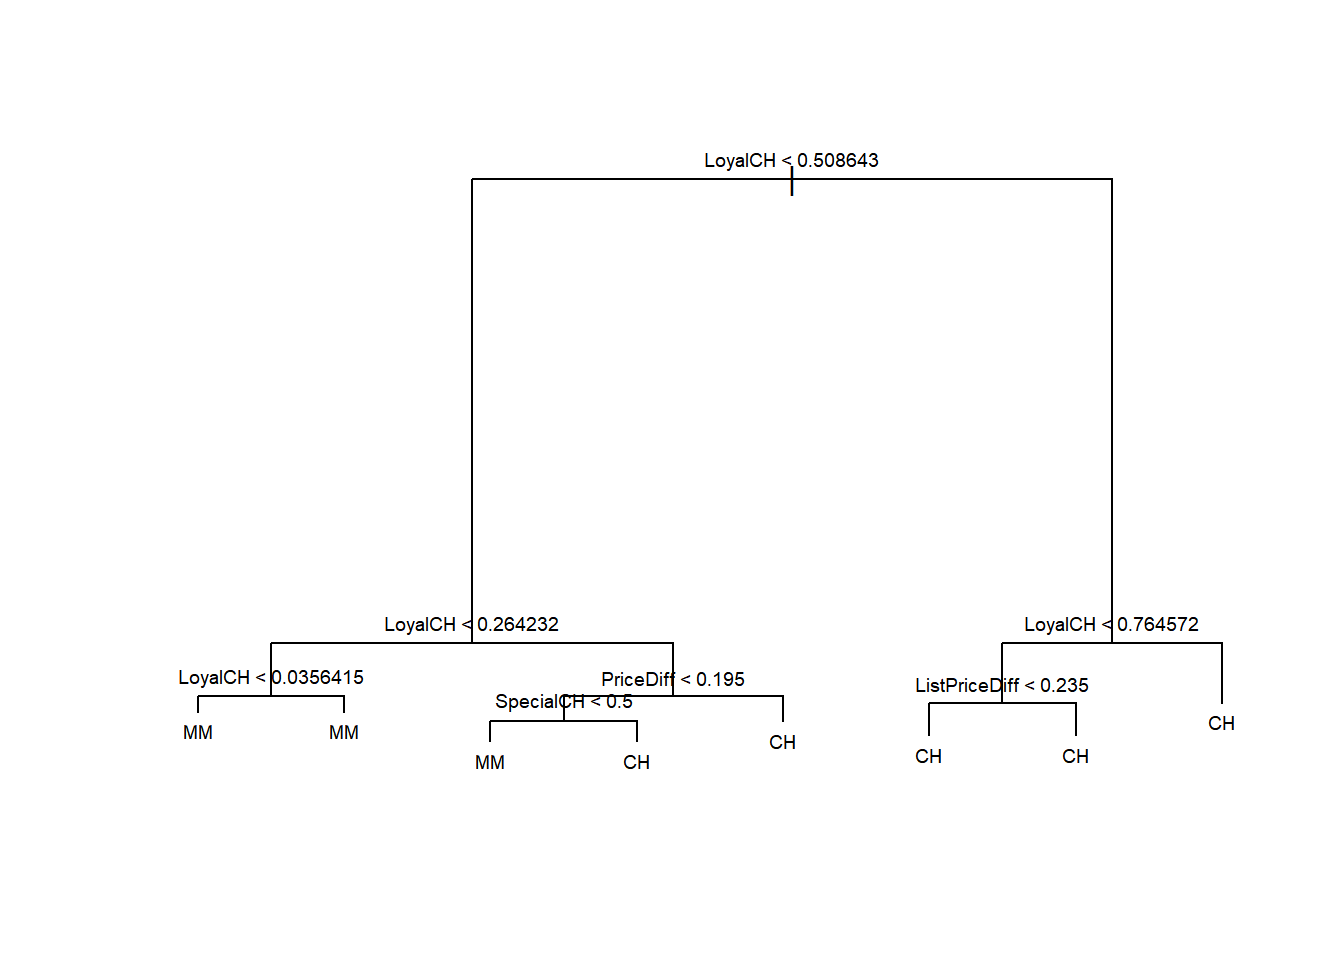 LoyalCH < 0.508643
LoyalCH < 0.264232
LoyalCH < 0.764572
LoyalCH < 0.0356415
PriceDiff < 0.195
ListPriceDiff < 0.235
SpecialCH < 0.5
MM
MM
MM
CH
CH
CH
CH
CH